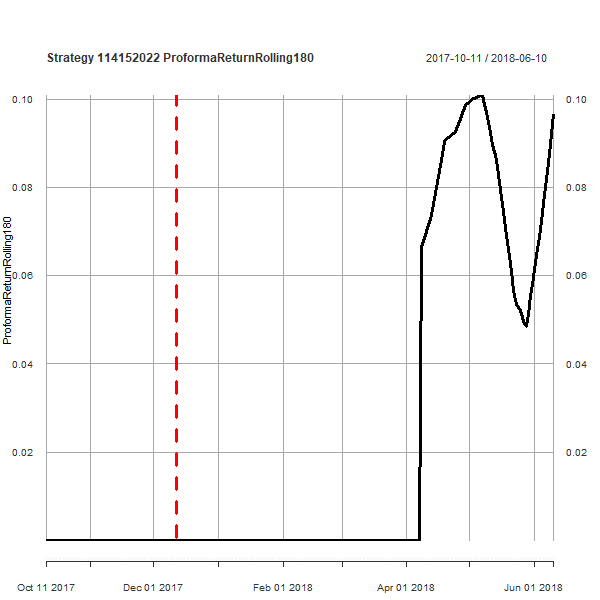 Strategy 114152022 ProformaReturnRolling180
2017-10-11 / 2018-06-10
ProformaReturnRolling180
0.10
0.08
0.06
0.04
0.02
0.10
0.08
0.06
0.04
0.02
Oct 11 2017
Dec 01 2017
Feb 01 2018
Apr 01 2018
Jun 01 2018